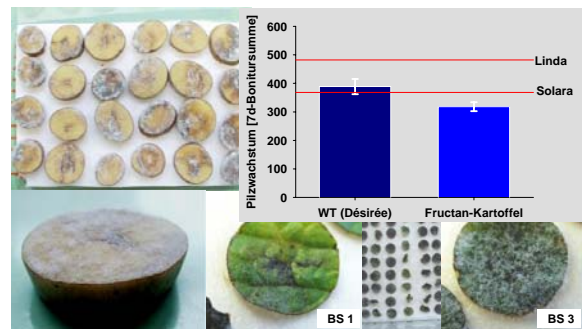 Pilzwachstum [7d-Bonitursumme]
600
500
400
300
200
100
0
Linda
Solara
WT (Désirée)
Fructan-Kartoffel
BS 1
BS 3